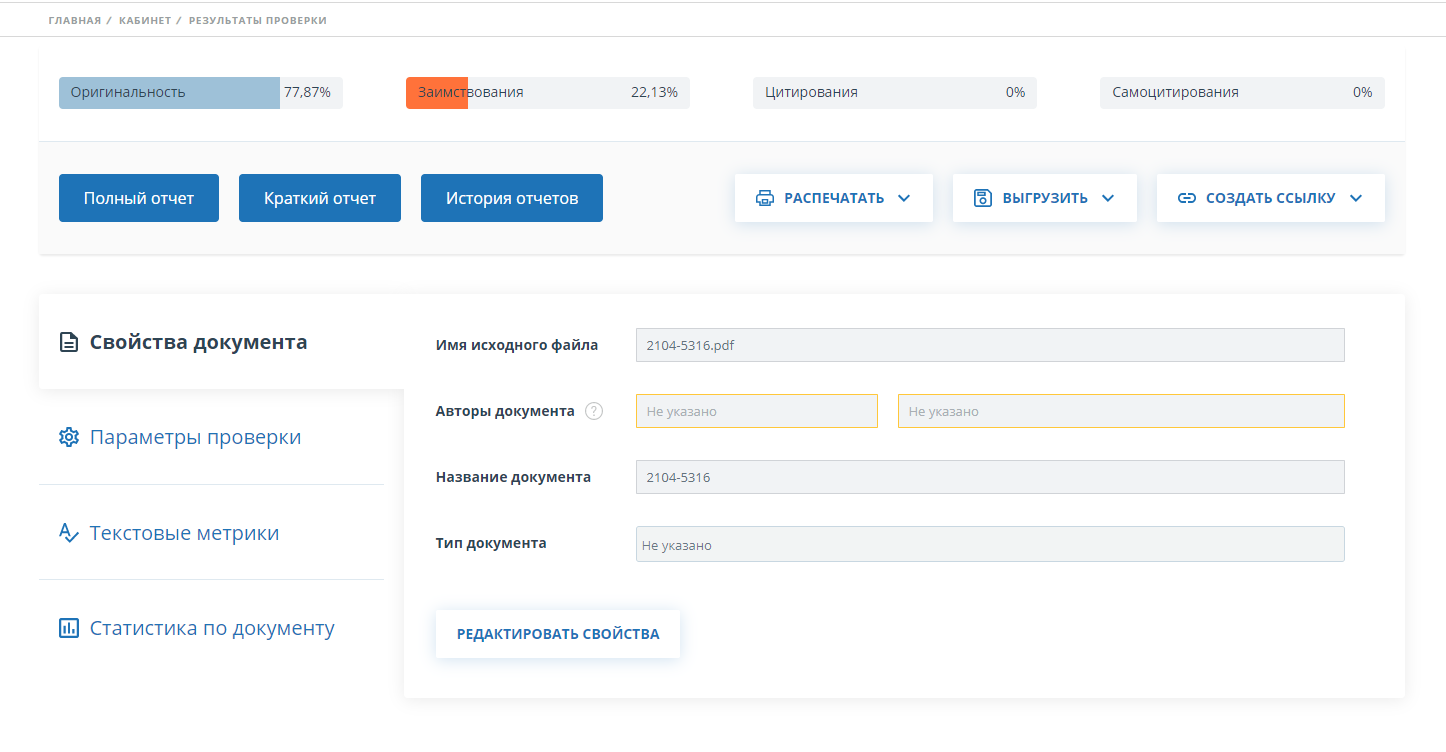 ГЛАВНАЯ / КАБИНЕТ / РЕЗУЛЬТАТЫ ПРОВЕРКИ
Оригинальность 77,87% Заимствования 22,13% Цитирования 0% Самоцитирования 0%
Полный отчет Краткий отчет История отчетов РАСПЕЧАТАТЬ ВЫГРУЗИТЬ СОЗДАТЬ ССЫЛКУ
Свойства документа
Параметры проверки
Текстовые метрики
Статистика по документу
Имя исходного файла 2104-5316.pdf
Авторы документа ? Не указано Не указано
Название документа 2104-5316
Тип документа Не указано
РЕДАКТИРОВАТЬ СВОЙСТВА